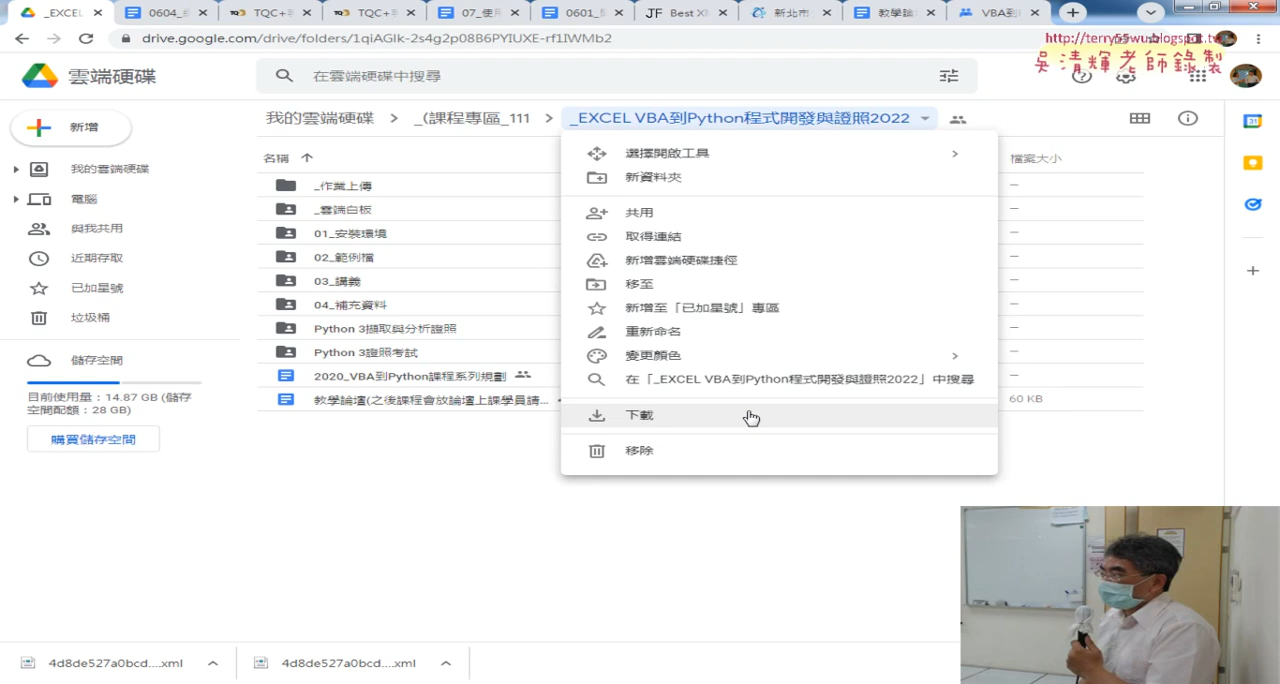 _EXCEL
0604_
TQC+
TQC+
07_使用
0601_
JF Best X
新北市
教學論
VBA到
drive.google.com/drive/folders/1qiAGlk-2s4g2p08B6PYIUXE-rf1IWMb2
http://terry55wu.blogspot.tw
吳清輝老師錄製
雲端硬碟
在雲端硬碟中搜尋
新增
我的雲端硬碟
電腦
與我共用
近期存取
已加星號
垃圾桶
儲存空間
目前使用量：14.87 GB (儲存
空間配額：28 GB)
購買儲存空間
我的雲端硬碟 > _(課程專區_111 > _EXCEL VBA到Python程式開發與證照2022
名稱
檔案大小
_作業上傳 –
_雲端白板 –
01_安裝環境 –
02_範例檔 –
03_講義 –
04_補充資料 –
Python 3擷取與分析證照 –
Python 3證照考試 –
2020_VBA到Python課程系列規劃 –
教學論壇(之後課程會放論壇上課學員請... 60 KB
選擇開啟工具
新資料夾
共用
取得連結
新增雲端硬碟捷徑
移至
新增至「已加星號」專區
重新命名
變更顏色
在「_EXCEL VBA到Python程式開發與證照2022」中搜尋
下載
移除
4d8de527a0bcd....xml
4d8de527a0bcd....xml